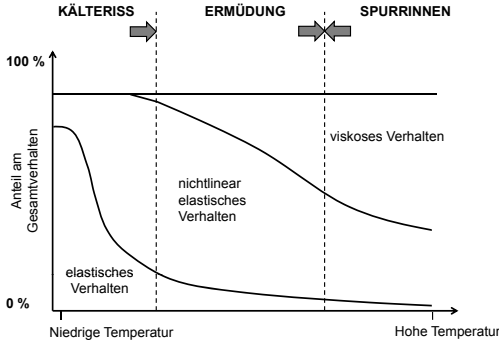 KÄLTERISS
ERMÜDUNG
SPURRINNEN
100 %
Anteil am
Gesamtverhalten
viskoses Verhalten
nichtlinear
elastisches
Verhalten
elastisches
Verhalten
0 %
Niedrige Temperatur
Hohe Temperatur